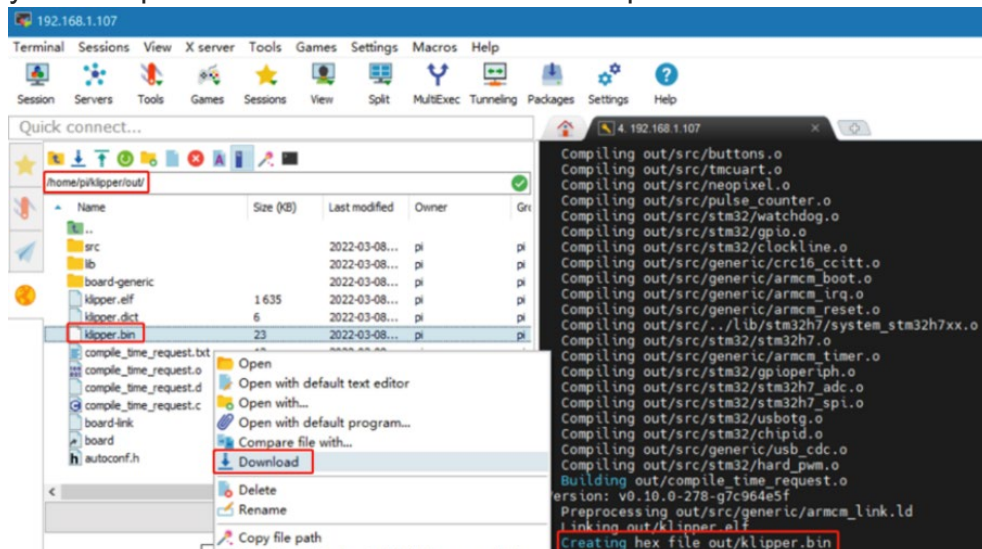 192.168.1.107
Terminal Sessions View X server Tools Games Settings Macros Help
Session Servers Tools Games Sessions View Split MultiExec Tunneling Packages Settings Help
Quick connect...
4. 192.168.1.107
/home/pi/klipper/out/
Name Size (KB) Last modified Owner
..
src 2022-03-08... pi pi
lib 2022-03-08... pi pi
board-generic 2022-03-08... pi pi
klipper.elf 1 635 2022-03-08... pi pi
klipper.dict 6 2022-03-08... pi pi
klipper.bin 23 2022-03-08... pi pi
compile_time_request.txt
compile_time_request.o
compile_time_request.d
compile_time_request.c
board-link
board
autoconf.h
Open
Open with default text editor
Open with...
Open with default program...
Compare file with...
Download
Delete
Rename
Copy file path
Compiling out/src/buttons.o
Compiling out/src/tmcuart.o
Compiling out/src/neopixel.o
Compiling out/src/pulse_counter.o
Compiling out/src/stm32/watchdog.o
Compiling out/src/stm32/gpio.o
Compiling out/src/stm32/clockline.o
Compiling out/src/generic/crc16_ccitt.o
Compiling out/src/generic/armcm_boot.o
Compiling out/src/generic/armcm_irq.o
Compiling out/src/generic/armcm_reset.o
Compiling out/src/../lib/stm32h7/system_stm32h7xx.o
Compiling out/src/stm32/stm32h7.o
Compiling out/src/generic/armcm_timer.o
Compiling out/src/stm32/gpioperiph.o
Compiling out/src/stm32/stm32h7_adc.o
Compiling out/src/stm32/stm32h7_spi.o
Compiling out/src/stm32/usbotg.o
Compiling out/src/stm32/chipid.o
Compiling out/src/generic/usb_cdc.o
Compiling out/src/stm32/hard_pwm.o
Building out/compile_time_request.o
ersion: v0.10.0-278-g7c964e5f
Preprocessing out/src/generic/armcm_link.ld
Linking out/klipper.elf
Creating hex file out/klipper.bin